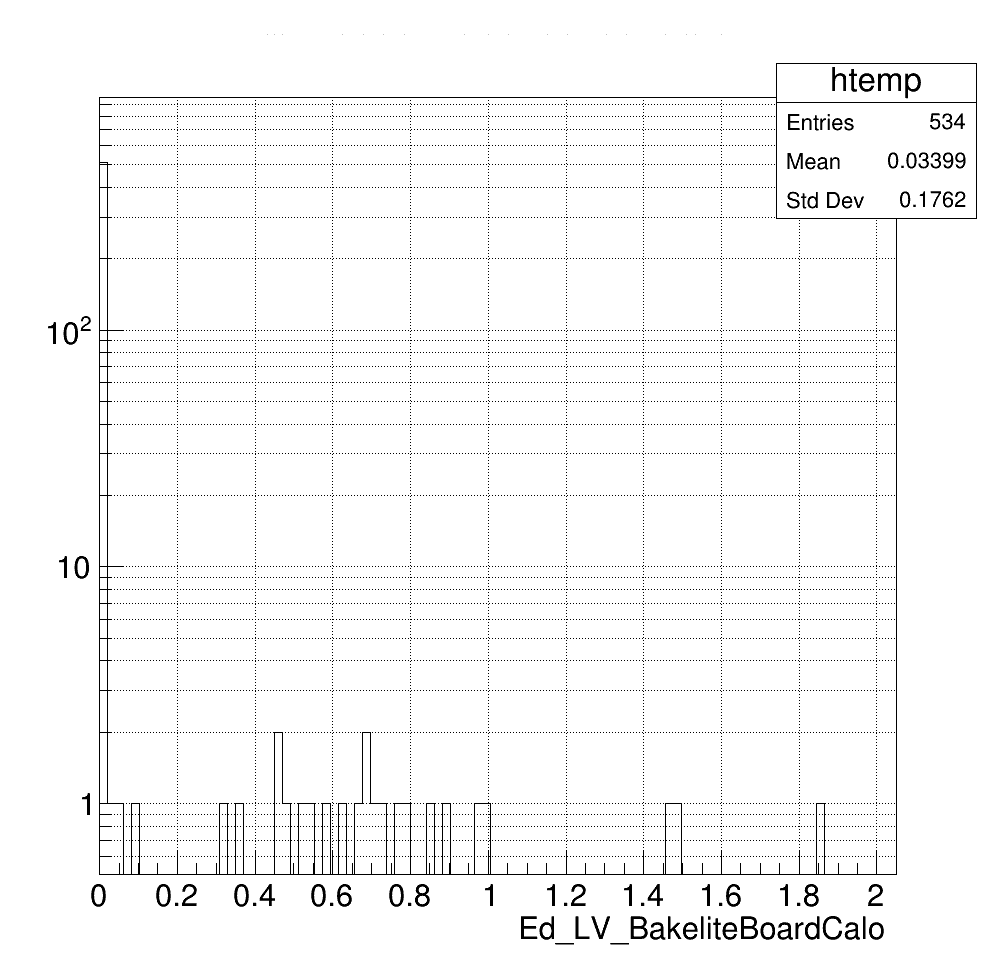 htemp
Entries 534
Mean 0.03399
Std Dev 0.1762
10²
10
1
0 0.2 0.4 0.6 0.8 1 1.2 1.4 1.6 1.8 2
Ed_LV_BakeliteBoardCalo